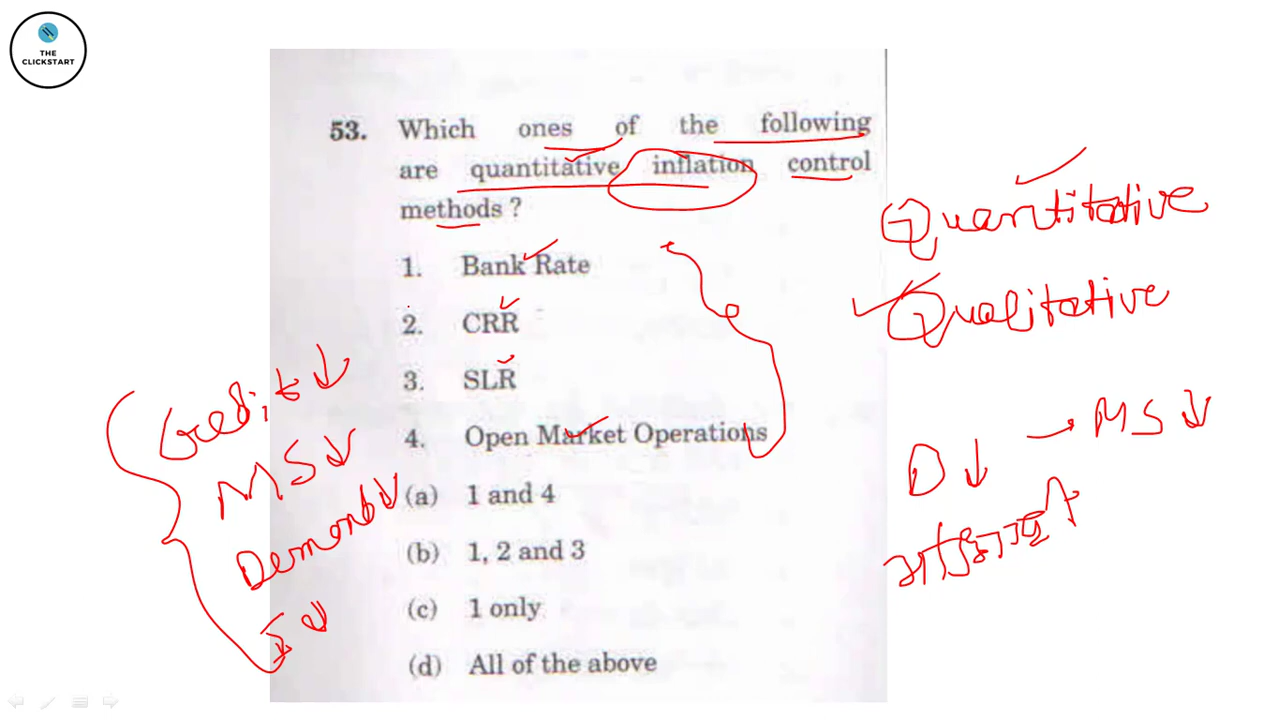 THE
CLICKSTART
53. Which ones of the following
are quantitative inflation control
methods ?
1. Bank Rate
2. CRR
3. SLR
4. Open Market Operations
(a) 1 and 4
(b) 1, 2 and 3
(c) 1 only
(d) All of the above
Credit ↓
MS ↓
Demand ↓
I ↓
Quantitative
Qualitative
D ↓ → MS ↓